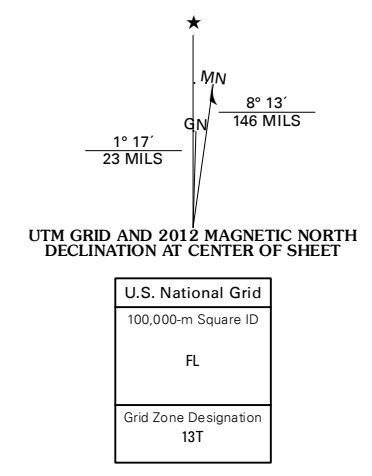 ★
MN
GN
8° 13´
146 MILS
1° 17´
23 MILS
UTM GRID AND 2012 MAGNETIC NORTH
DECLINATION AT CENTER OF SHEET
U.S. National Grid
100,000-m Square ID
FL
Grid Zone Designation
13T